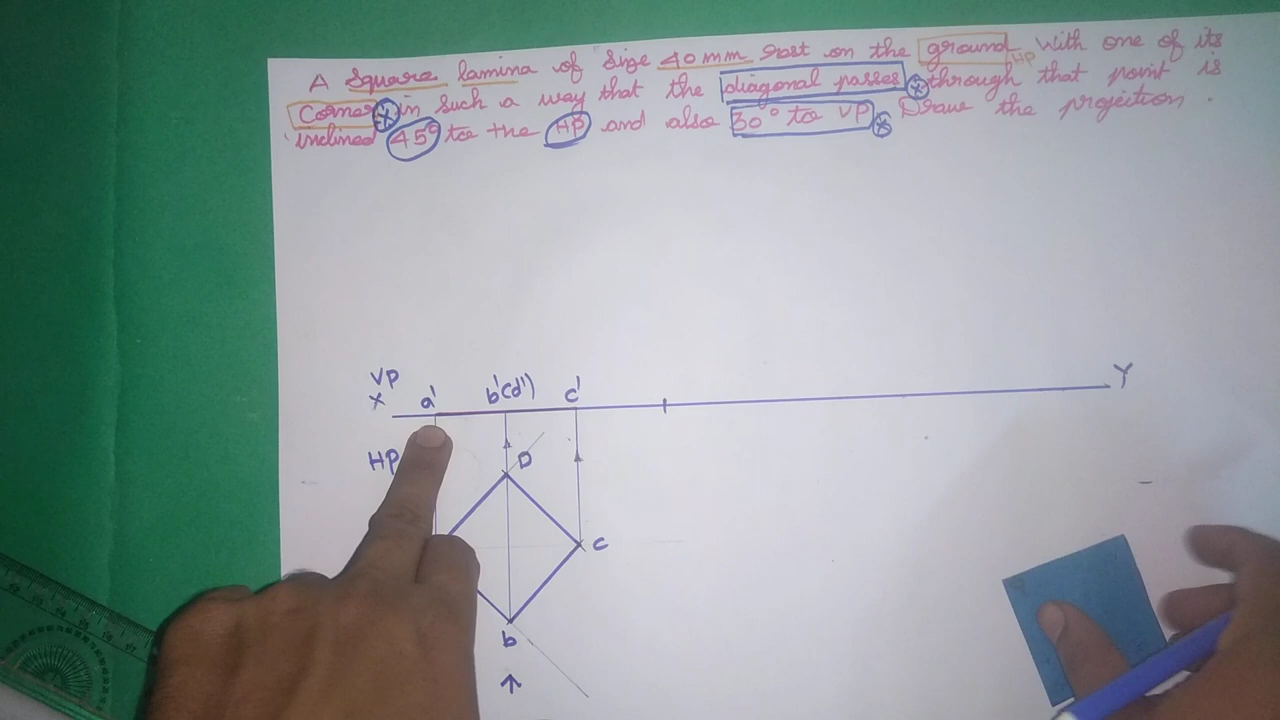 A Square lamina of size 40 mm rest on the ground with one of its
HP
Corner in such a way that the diagonal passes through that point is
inclined 45° to the HP and also 30° to VP. Draw the projection.
VP
X a' b'(d') c' Y
HP
D
c
b